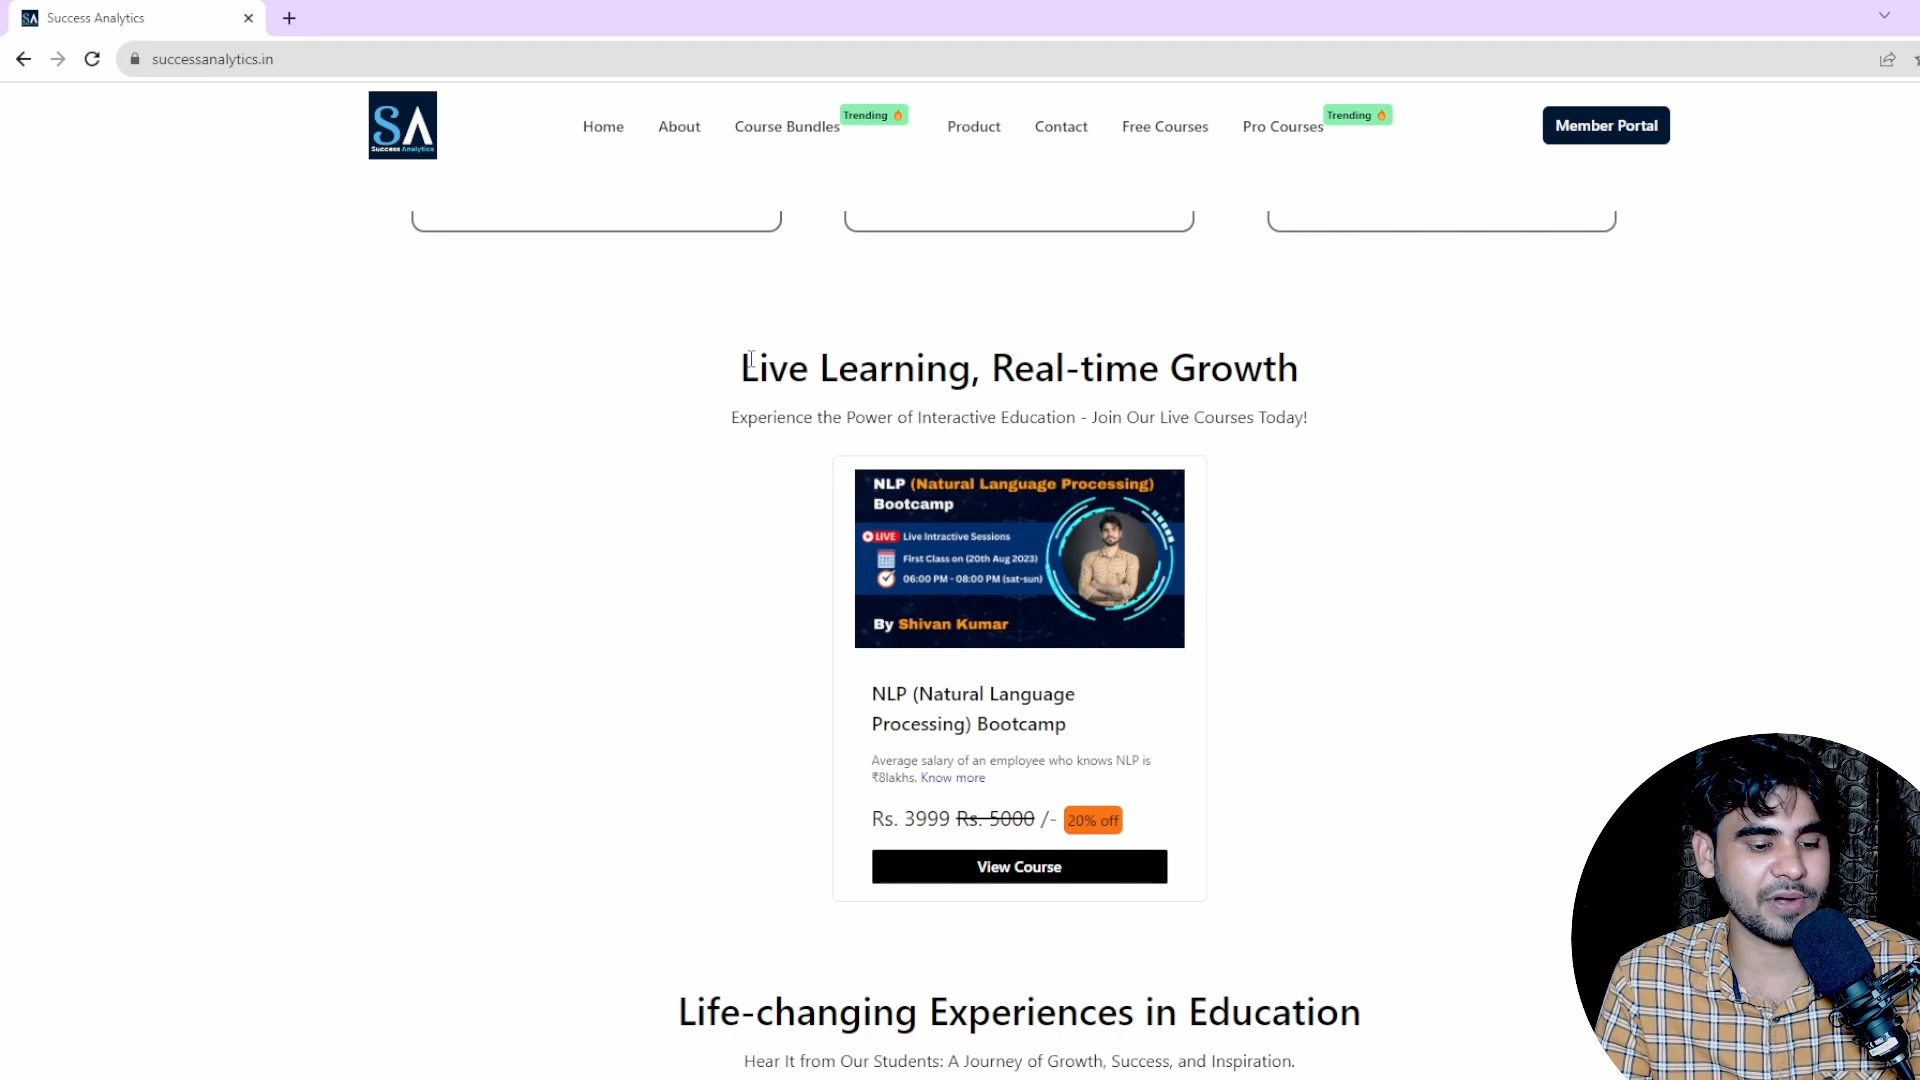 SA Success Analytics
successanalytics.in
SA
Success Analytics
Home About Course Bundles Trending Product Contact Free Courses Pro Courses Trending Member Portal
Live Learning, Real-time Growth
Experience the Power of Interactive Education - Join Our Live Courses Today!
NLP (Natural Language Processing)
Bootcamp
LIVE Live Intractive Sessions
First Class on (20th Aug 2023)
06:00 PM - 08:00 PM (sat-sun)
By Shivan Kumar
NLP (Natural Language
Processing) Bootcamp
Average salary of an employee who knows NLP is
₹8lakhs. Know more
Rs. 3999 Rs. 5000 /- 20% off
View Course
Life-changing Experiences in Education
Hear It from Our Students: A Journey of Growth, Success, and Inspiration.